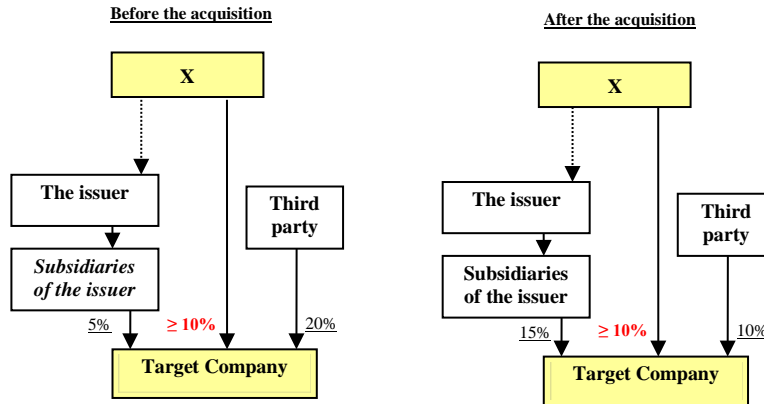 Before the acquisition
X
The issuer
Third
party
Subsidiaries
of the issuer
5%
≥ 10%
20%
Target Company
After the acquisition
X
The issuer
Third
party
Subsidiaries
of the issuer
15%
≥ 10%
10%
Target Company